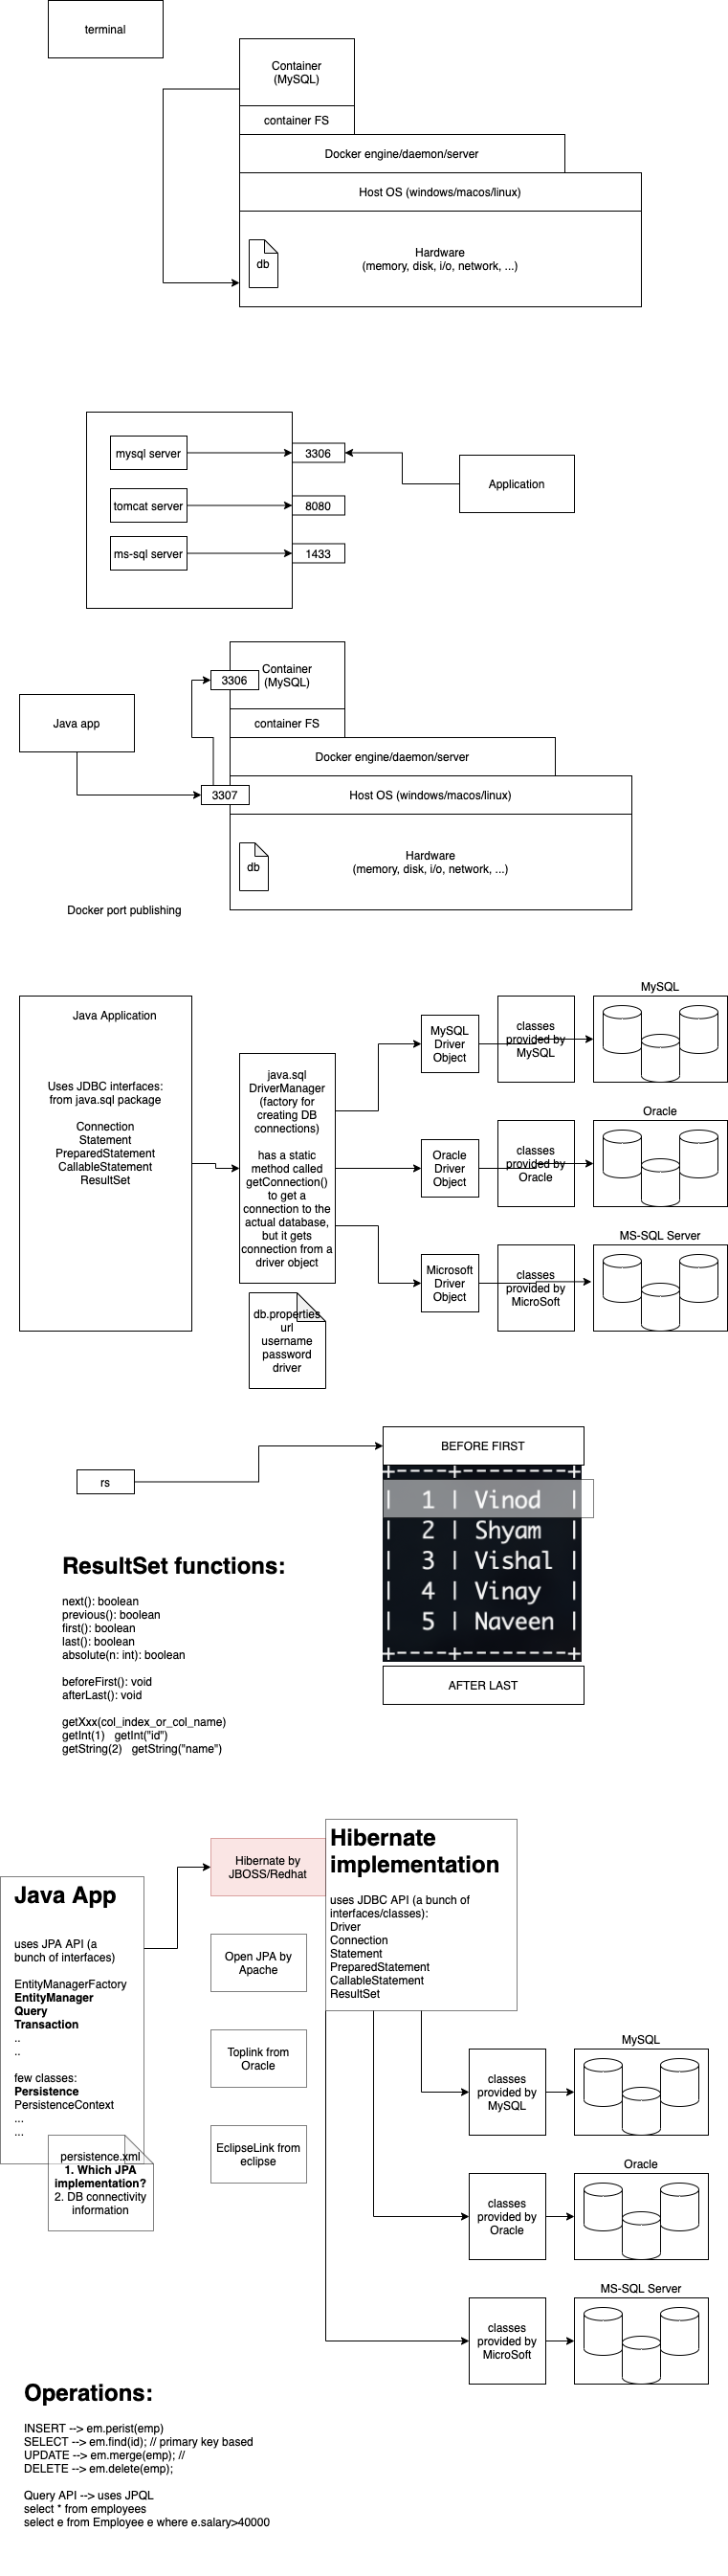 terminal
Container
(MySQL)
container FS
Docker engine/daemon/server
Host OS (windows/macos/linux)
db
Hardware
(memory, disk, i/o, network, ...)
mysql server
3306
Application
tomcat server
8080
ms-sql server
1433
Container
(MySQL)
3306
Java app
container FS
Docker engine/daemon/server
3307
Host OS (windows/macos/linux)
db
Hardware
(memory, disk, i/o, network, ...)
Docker port publishing
Java Application
Uses JDBC interfaces:
from java.sql package
Connection
Statement
PreparedStatement
CallableStatement
ResultSet
java.sql
DriverManager
(factory for
creating DB
connections)
has a static
method called
getConnection()
to get a
connection to the
actual database,
but it gets
connection from a
driver object
db.properties
url
username
password
driver
MySQL
Driver
Object
classes
provided by
MySQL
MySQL
Oracle
Driver
Object
classes
provided by
Oracle
Oracle
Microsoft
Driver
Object
classes
provided by
MicroSoft
MS-SQL Server
rs
BEFORE FIRST
+----+--------+
| 1 | Vinod |
| 2 | Shyam |
| 3 | Vishal |
| 4 | Vinay |
| 5 | Naveen |
+----+--------+
AFTER LAST
ResultSet functions:
next(): boolean
previous(): boolean
first(): boolean
last(): boolean
absolute(n: int): boolean
beforeFirst(): void
afterLast(): void
getXxx(col_index_or_col_name)
getInt(1) getInt("id")
getString(2) getString("name")
Java App
uses JPA API (a
bunch of interfaces)
EntityManagerFactory
EntityManager
Query
Transaction
..
..
few classes:
Persistence
PersistenceContext
...
...
persistence.xml
1. Which JPA
implementation?
2. DB connectivity
information
Hibernate by
JBOSS/Redhat
Open JPA by
Apache
Toplink from
Oracle
EclipseLink from
eclipse
Hibernate
implementation
uses JDBC API (a bunch of
interfaces/classes):
Driver
Connection
Statement
PreparedStatement
CallableStatement
ResultSet
classes
provided by
MySQL
MySQL
classes
provided by
Oracle
Oracle
classes
provided by
MicroSoft
MS-SQL Server
Operations:
INSERT --> em.perist(emp)
SELECT --> em.find(id); // primary key based
UPDATE --> em.merge(emp); //
DELETE --> em.delete(emp);
Query API --> uses JPQL
select * from employees
select e from Employee e where e.salary>40000